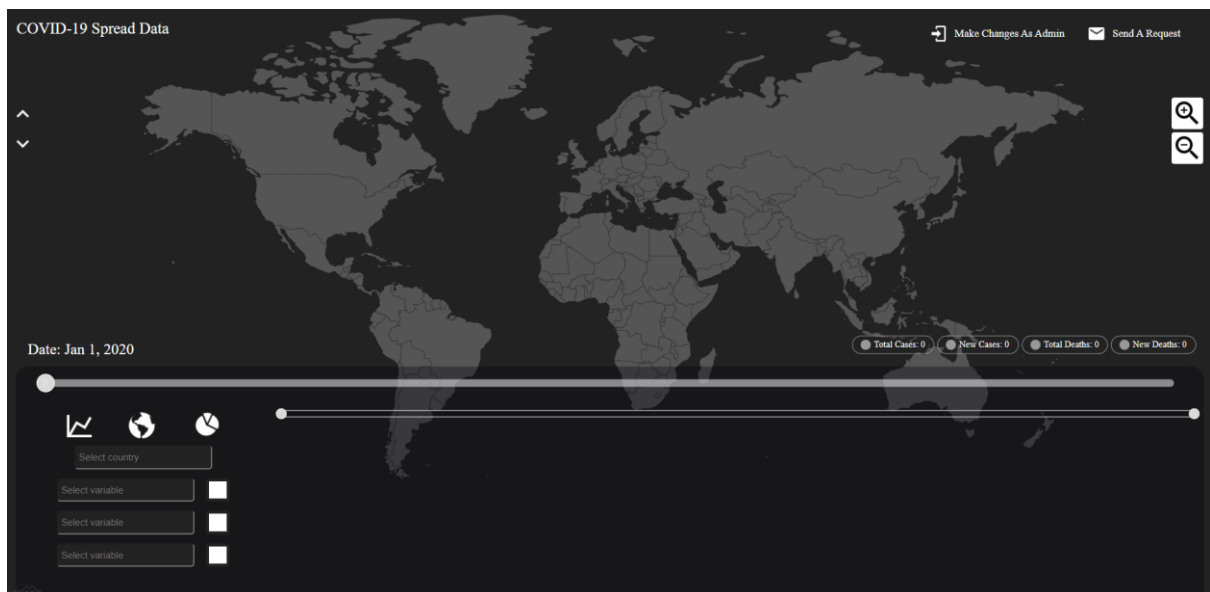 COVID-19 Spread Data
Make Changes As Admin
Send A Request
Date: Jan 1, 2020
Total Cases: 0
New Cases: 0
Total Deaths: 0
New Deaths: 0
Select country
Select variable
Select variable
Select variable